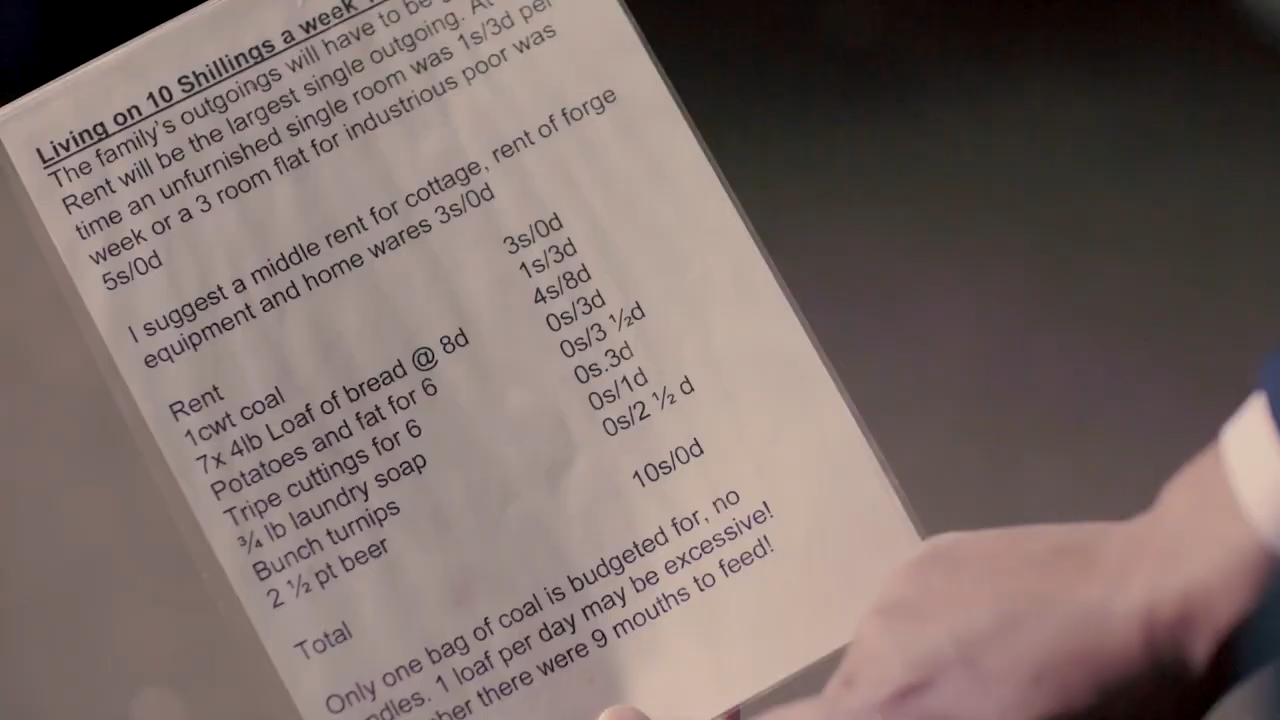 Living on 10 Shillings a week
The family's outgoings will have to be
Rent will be the largest single outgoing. At
time an unfurnished single room was 1s/3d per
week or a 3 room flat for industrious poor was
5s/0d
I suggest a middle rent for cottage, rent of forge
equipment and home wares 3s/0d
Rent 3s/0d
1cwt coal 1s/3d
7x 4lb Loaf of bread @ 8d 4s/8d
Potatoes and fat for 6 0s/3d
Tripe cuttings for 6 0s/3 ½d
¾ lb laundry soap 0s.3d
Bunch turnips 0s/1d
2 ½ pt beer 0s/2 ½ d
Total 10s/0d
Only one bag of coal is budgeted for, no
ndles. 1 loaf per day may be excessive!
ber there were 9 mouths to feed!